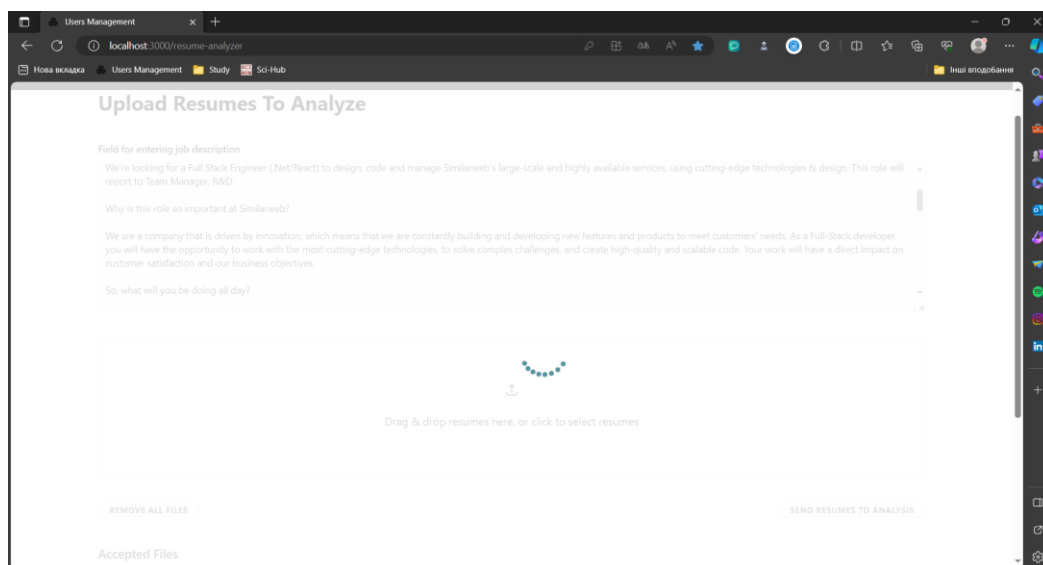 Users Management
localhost:3000/resume-analyzer
Нова вкладка Users Management Study Sci-Hub Інші вподобання
Upload Resumes To Analyze
Field for entering job description
We're looking for a Full Stack Engineer (.Net/React) to design, code and manage Similarweb's large-scale and highly available services, using cutting-edge technologies & design. This role will
report to Team Manager, R&D.
Why is this role so important at Similarweb?
We are a company that is driven by innovation, which means that we are constantly building and developing new features and products to meet customers' needs. As a Full-Stack developer,
you will have the opportunity to work with the most cutting-edge technologies, to solve complex challenges, and create high-quality and scalable code. Your work will have a direct impact on
customer satisfaction and our business objectives.
So, what will you be doing all day?
Drag & drop resumes here, or click to select resumes
REMOVE ALL FILES SEND RESUMES TO ANALYSIS
Accepted Files